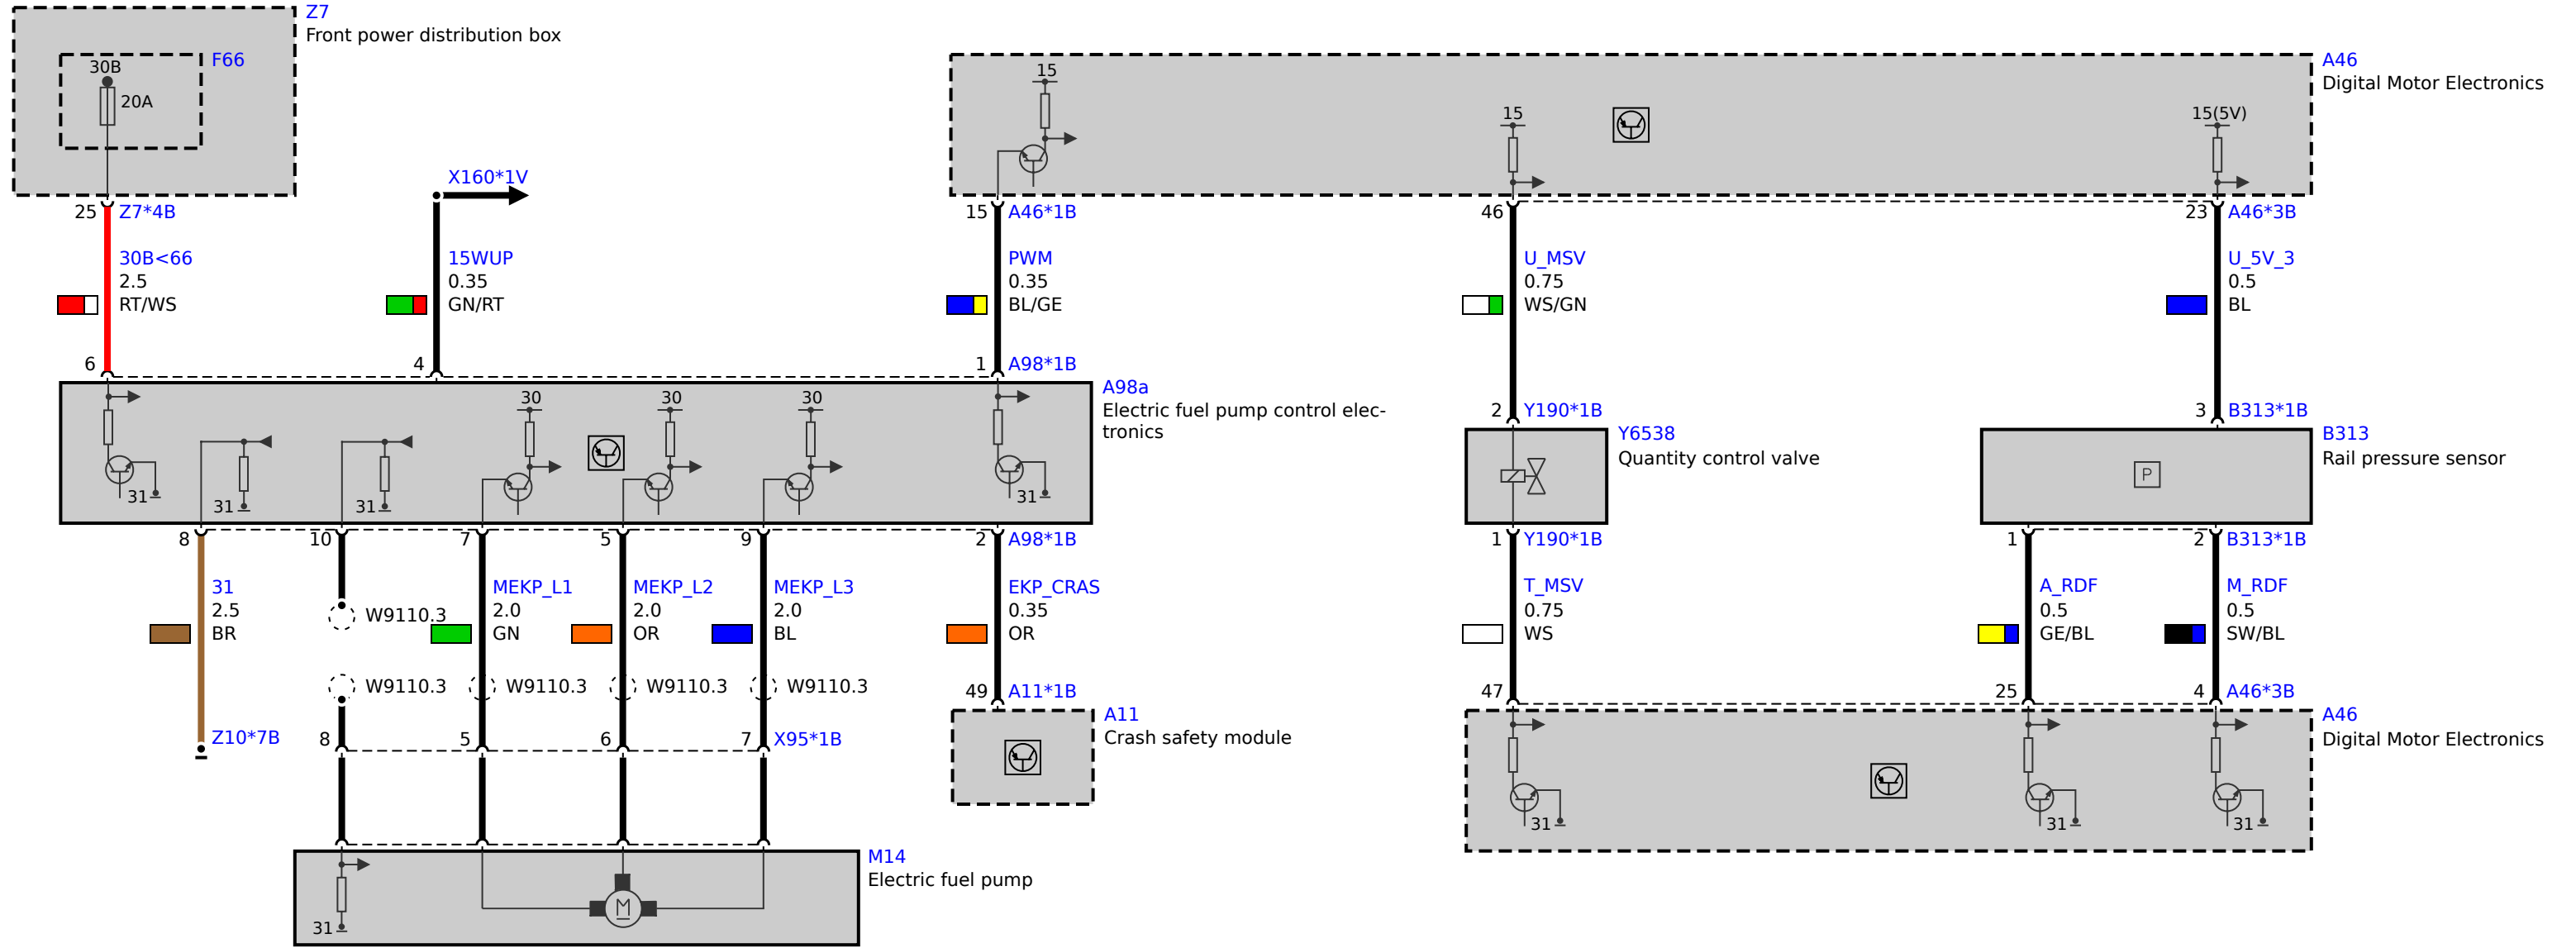 Z7
Front power distribution box
F66
30B
20A
A46
Digital Motor Electronics
15
15
15(5V)
X160*1V
25 Z7*4B
15 A46*1B
46
23 A46*3B
30B<66
2.5
RT/WS
15WUP
0.35
GN/RT
PWM
0.35
BL/GE
U_MSV
0.75
WS/GN
U_5V_3
0.5
BL
6
4
1 A98*1B
2 Y190*1B
3 B313*1B
A98a
Electric fuel pump control elec-
tronics
30
30
30
31
31
31
31
Y6538
Quantity control valve
B313
Rail pressure sensor
P
8
10
7
5
9
2 A98*1B
1 Y190*1B
1
2 B313*1B
31
2.5
BR
W9110.3
MEKP_L1
2.0
GN
MEKP_L2
2.0
OR
MEKP_L3
2.0
BL
EKP_CRAS
0.35
OR
T_MSV
0.75
WS
A_RDF
0.5
GE/BL
M_RDF
0.5
SW/BL
W9110.3
W9110.3
W9110.3
W9110.3
49 A11*1B
47
25
4 A46*3B
Z10*7B
8
5
6
7 X95*1B
A11
Crash safety module
A46
Digital Motor Electronics
31
31
31
M14
Electric fuel pump
M
31